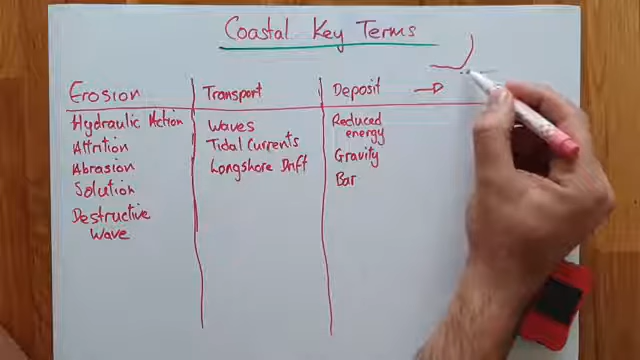 Coastal Key Terms
Erosion
Hydraulic Action
Attrition
Abrasion
Solution
Destructive
Wave
Transport
Waves
Tidal Currents
Longshore Drift
Deposit
Reduced
energy
Gravity
Bar